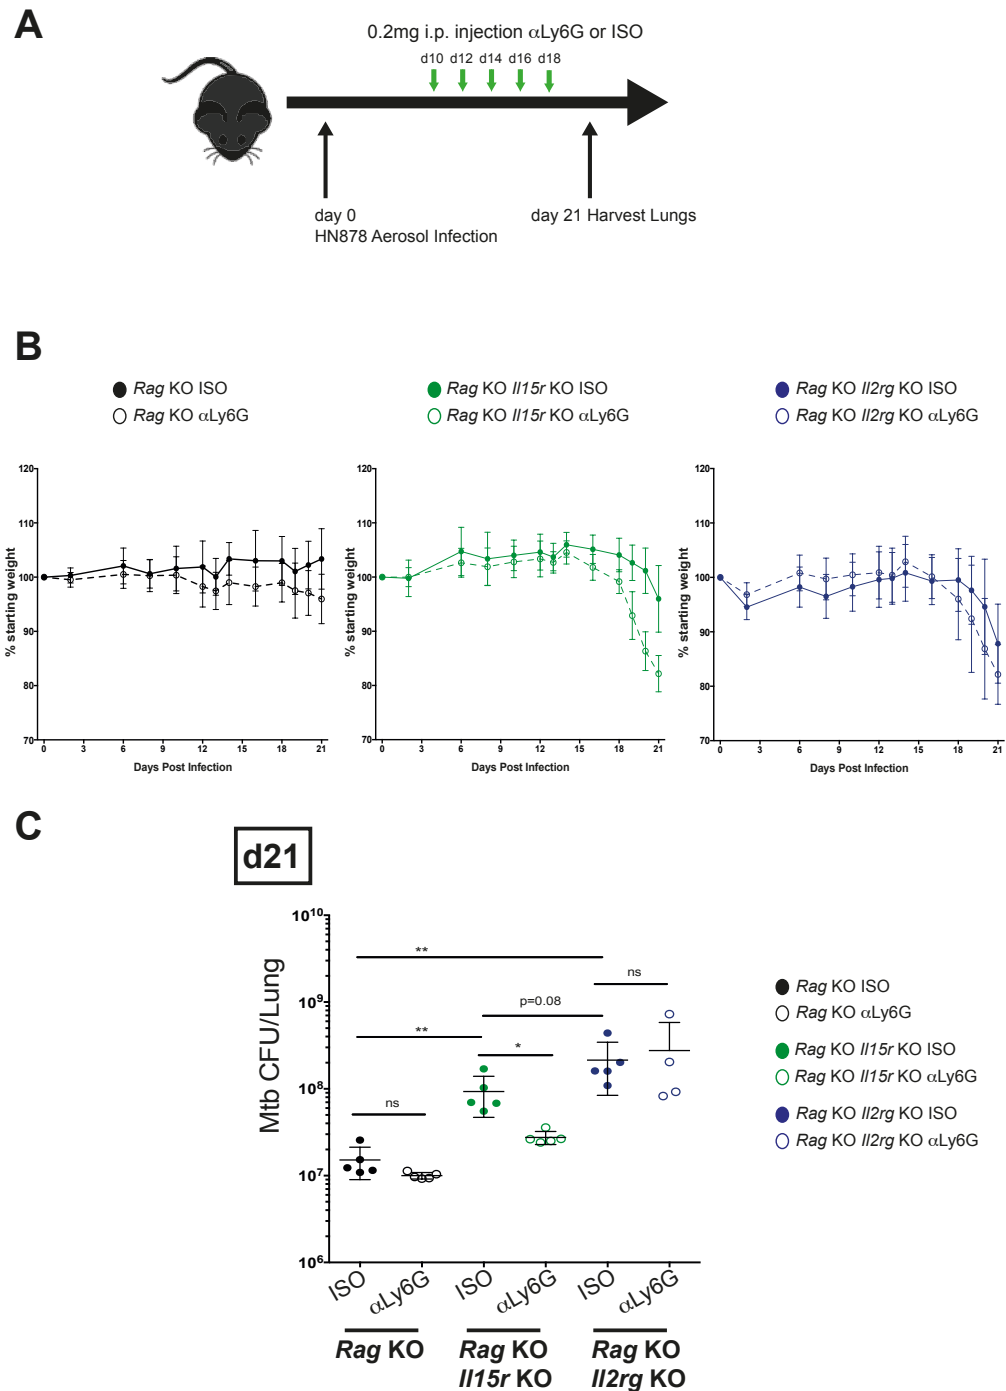 A
0.2mg i.p. injection αLy6G or ISO
d10 d12 d14 d16 d18
day 0
HN878 Aerosol Infection
day 21 Harvest Lungs
B
Rag KO ISO
Rag KO αLy6G
Rag KO Il15r KO ISO
Rag KO Il15r KO αLy6G
Rag KO Il2rg KO ISO
Rag KO Il2rg KO αLy6G
% starting weight
120
110
100
90
80
70
0 3 6 9 12 15 18 21
Days Post Infection
% starting weight
120
110
100
90
80
70
0 3 6 9 12 15 18 21
Days Post Infection
% starting weight
120
110
100
90
80
70
0 3 6 9 12 15 18 21
Days Post Infection
C
d21
Mtb CFU/Lung
10¹⁰
10⁹
10⁸
10⁷
10⁶
**
ns
p=0.08
**
*
ns
ISO αLy6G ISO αLy6G ISO αLy6G
Rag KO
Rag KO
Il15r KO
Rag KO
Il2rg KO
Rag KO ISO
Rag KO αLy6G
Rag KO Il15r KO ISO
Rag KO Il15r KO αLy6G
Rag KO Il2rg KO ISO
Rag KO Il2rg KO αLy6G